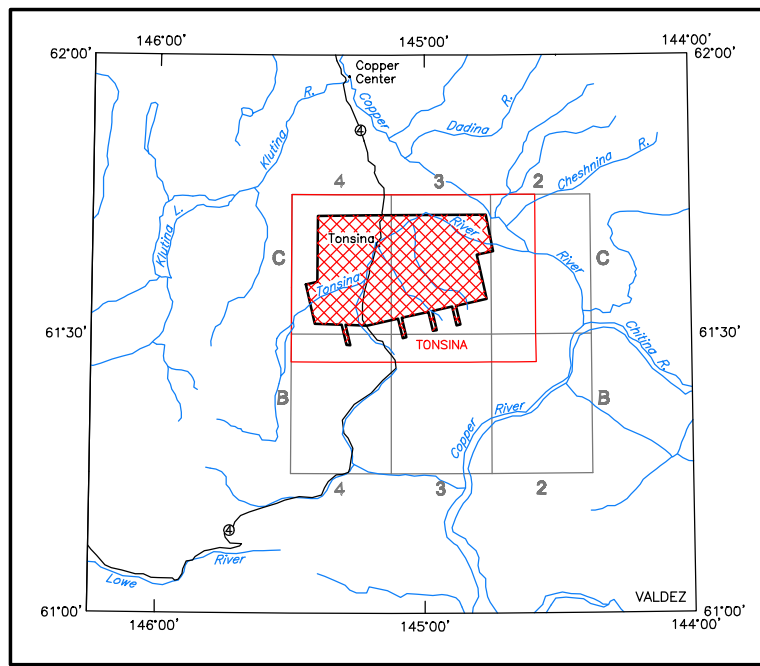 146°00'
145°00'
144°00'
62°00'
62°00'
Copper
Center
Copper
Dadina
R.
R.
Klutina
4
Cheshnina
R.
4
3
2
Klutina L.
Tonsina
River
C
C
Tonsina
River
61°30'
61°30'
TONSINA
Chitina R.
B
B
Copper
River
4
3
2
4
Lowe
River
VALDEZ
61°00'
61°00'
146°00'
145°00'
144°00'